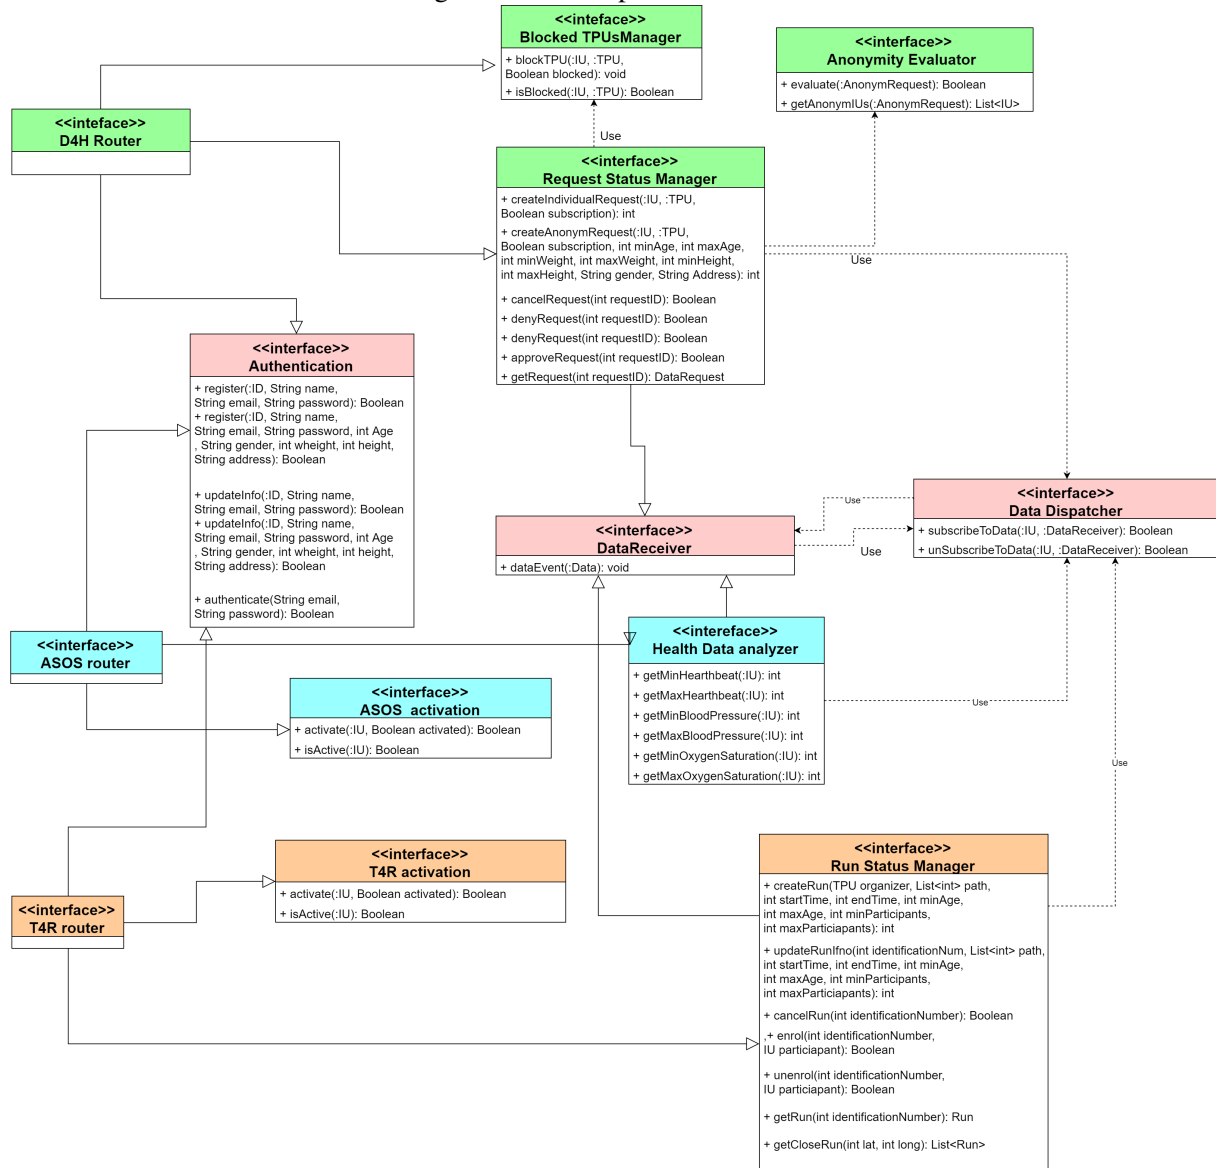 <<inteface>>
Blocked TPUsManager
+ blockTPU(:IU, :TPU,
Boolean blocked): void
+ isBlocked(:IU, :TPU): Boolean
<<interface>>
Anonymity Evaluator
+ evaluate(:AnonymRequest): Boolean
+ getAnonymIUs(:AnonymRequest): List<IU>
<<inteface>>
D4H Router
Use
<<interface>>
Request Status Manager
+ createIndividualRequest(:IU, :TPU,
Boolean subscription): int
+ createAnonymRequest(:IU, :TPU,
Boolean subscription, int minAge, int maxAge,
int minWeight, int maxWeight, int minHeight,
int maxHeight, String gender, String Address): int
+ cancelRequest(int requestID): Boolean
+ denyRequest(int requestID): Boolean
+ denyRequest(int requestID): Boolean
+ approveRequest(int requestID): Boolean
+ getRequest(int requestID): DataRequest
Use
<<interface>>
Authentication
+ register(:ID, String name,
String email, String password): Boolean
+ register(:ID, String name,
String email, String password, int Age
, String gender, int wheight, int height,
String address): Boolean
+ updateInfo(:ID, String name,
String email, String password): Boolean
+ updateInfo(:ID, String name,
String email, String password, int Age
, String gender, int wheight, int height,
String address): Boolean
+ authenticate(String email,
String password): Boolean
<<interface>>
DataReceiver
+ dataEvent(:Data): void
Use
Use
<<interface>>
Data Dispatcher
+ subscribeToData(:IU, :DataReceiver): Boolean
+ unSubscribeToData(:IU, :DataReceiver): Boolean
<<interface>>
ASOS router
<<intereface>>
Health Data analyzer
+ getMinHearthbeat(:IU): int
+ getMaxHearthbeat(:IU): int
+ getMinBloodPressure(:IU): int
+ getMaxBloodPressure(:IU): int
+ getMinOxygenSaturation(:IU): int
+ getMaxOxygenSaturation(:IU): int
Use
Use
<<interface>>
ASOS activation
+ activate(:IU, Boolean activated): Boolean
+ isActive(:IU): Boolean
<<interface>>
T4R activation
+ activate(:IU, Boolean activated): Boolean
+ isActive(:IU): Boolean
<<interface>>
T4R router
<<interface>>
Run Status Manager
+ createRun(TPU organizer, List<int> path,
int startTime, int endTime, int minAge,
int maxAge, int minParticipants,
int maxParticiapants): int
+ updateRunIfno(int identificationNum, List<int> path,
int startTime, int endTime, int minAge,
int maxAge, int minParticipants,
int maxParticiapants): int
+ cancelRun(int identificationNumber): Boolean
,+ enrol(int identificationNumber,
IU particiapant): Boolean
+ unenrol(int identificationNumber,
IU particiapant): Boolean
+ getRun(int identificationNumber): Run
+ getCloseRun(int lat, int long): List<Run>